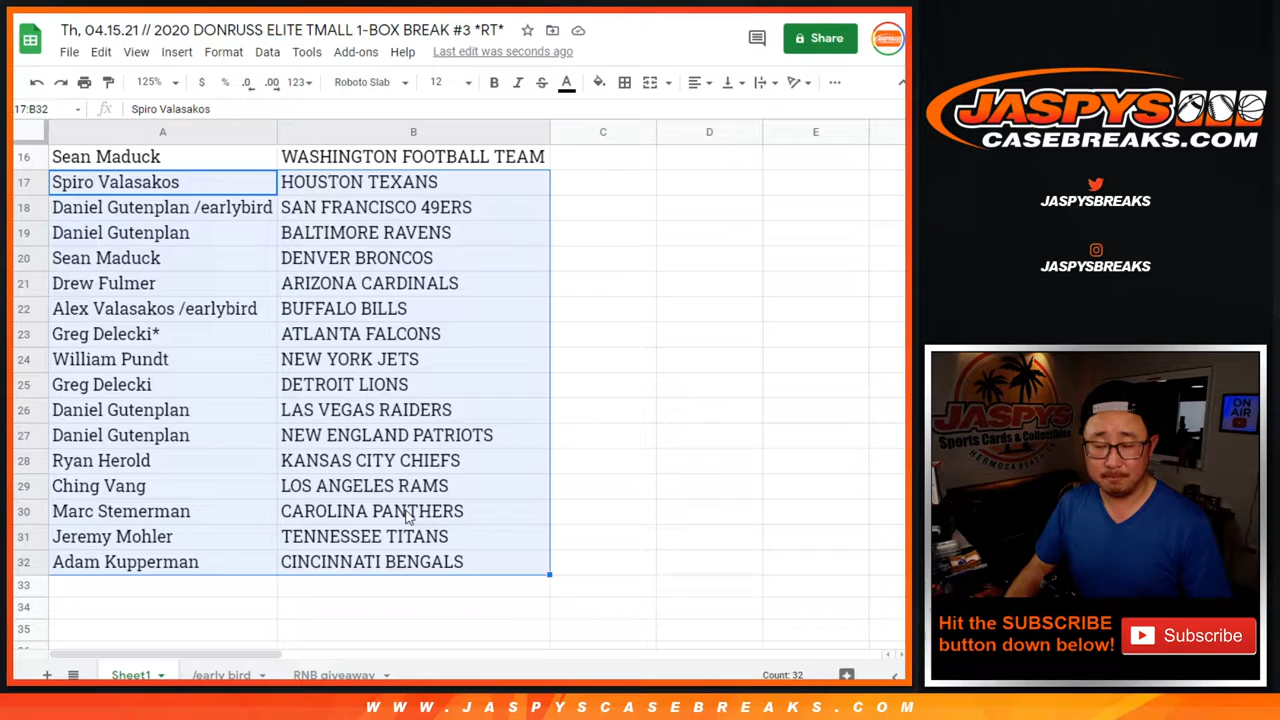 Th, 04.15.21 // 2020 DONRUSS ELITE TMALL 1-BOX BREAK #3 *RT*
File Edit View Insert Format Data Tools Add-ons Help Last edit was seconds ago
Share
125% $ % .0 .00 123 Roboto Slab 12 B I S A
17:B32 fx Spiro Valasakos
A B C D E
16 Sean Maduck WASHINGTON FOOTBALL TEAM
17 Spiro Valasakos HOUSTON TEXANS
18 Daniel Gutenplan /earlybird SAN FRANCISCO 49ERS
19 Daniel Gutenplan BALTIMORE RAVENS
20 Sean Maduck DENVER BRONCOS
21 Drew Fulmer ARIZONA CARDINALS
22 Alex Valasakos /earlybird BUFFALO BILLS
23 Greg Delecki* ATLANTA FALCONS
24 William Pundt NEW YORK JETS
25 Greg Delecki DETROIT LIONS
26 Daniel Gutenplan LAS VEGAS RAIDERS
27 Daniel Gutenplan NEW ENGLAND PATRIOTS
28 Ryan Herold KANSAS CITY CHIEFS
29 Ching Vang LOS ANGELES RAMS
30 Marc Stemerman CAROLINA PANTHERS
31 Jeremy Mohler TENNESSEE TITANS
32 Adam Kupperman CINCINNATI BENGALS
33
34
35
Sheet1 /early bird RNB giveaway Count: 32
JASPYS
CASEBREAKS.COM
JASPYSBREAKS
JASPYSBREAKS
JASPYS
Sports Cards & Collectibles
HERMOSA BEACH
ON AIR
Hit the SUBSCRIBE
button down below!
Subscribe
WWW.JASPYSCASEBREAKS.COM